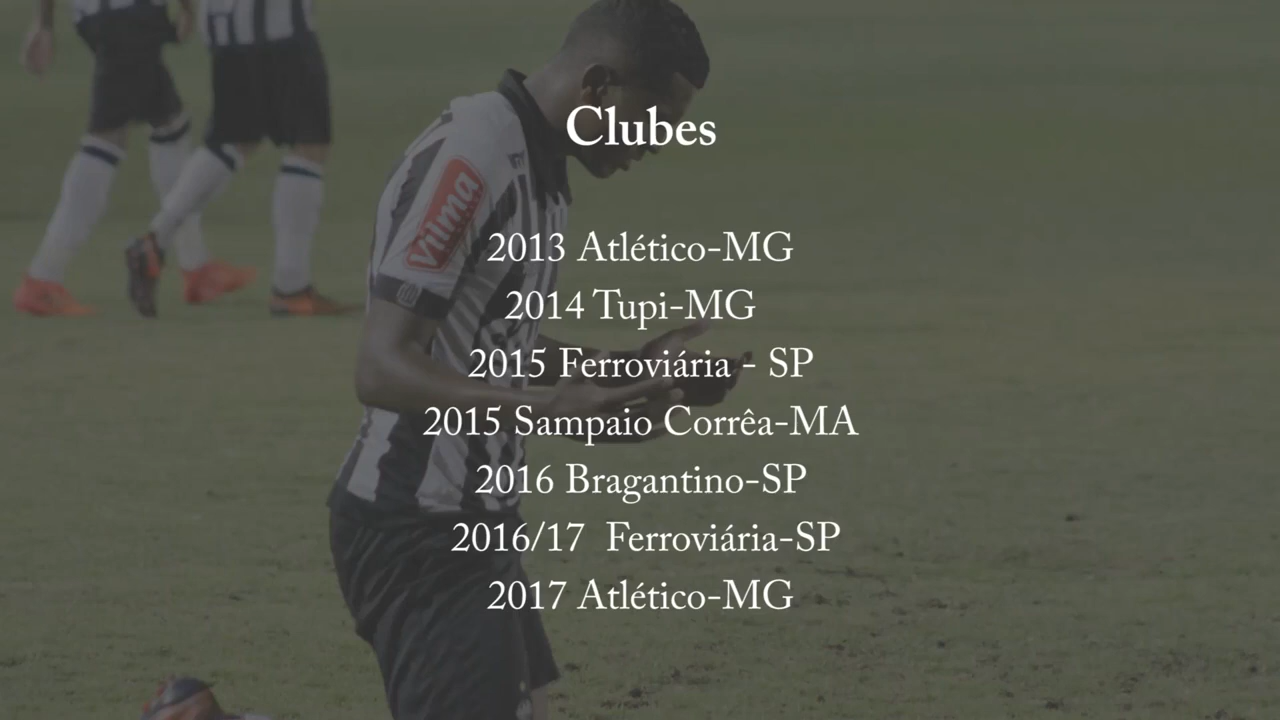 Clubes
vilma
2013 Atlético-MG
2014 Tupi-MG
2015 Ferroviária - SP
2015 Sampaio Corrêa-MA
2016 Bragantino-SP
2016/17 Ferroviária-SP
2017 Atlético-MG